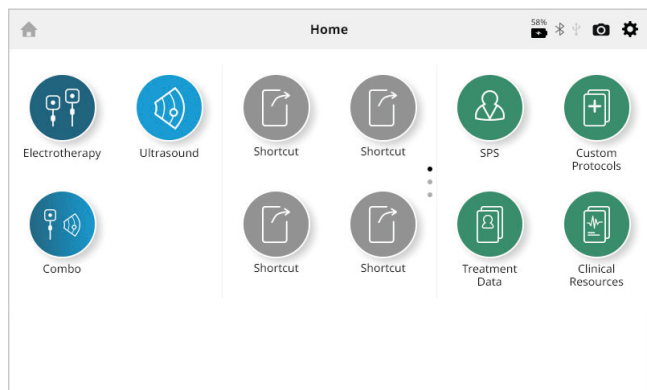 Home
58%
Electrotherapy
Ultrasound
Shortcut
Shortcut
SPS
Custom
Protocols
Combo
Shortcut
Shortcut
Treatment
Data
Clinical
Resources